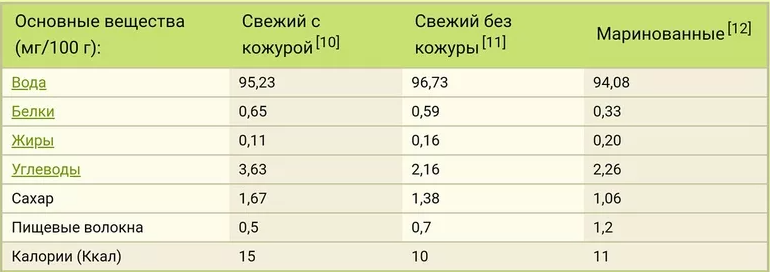 Основные вещества (мг/100 г): Свежий с кожурой[10] Свежий без кожуры[11] Маринованные[12]
Вода 95,23 96,73 94,08
Белки 0,65 0,59 0,33
Жиры 0,11 0,16 0,20
Углеводы 3,63 2,16 2,26
Сахар 1,67 1,38 1,06
Пищевые волокна 0,5 0,7 1,2
Калории (Ккал) 15 10 11